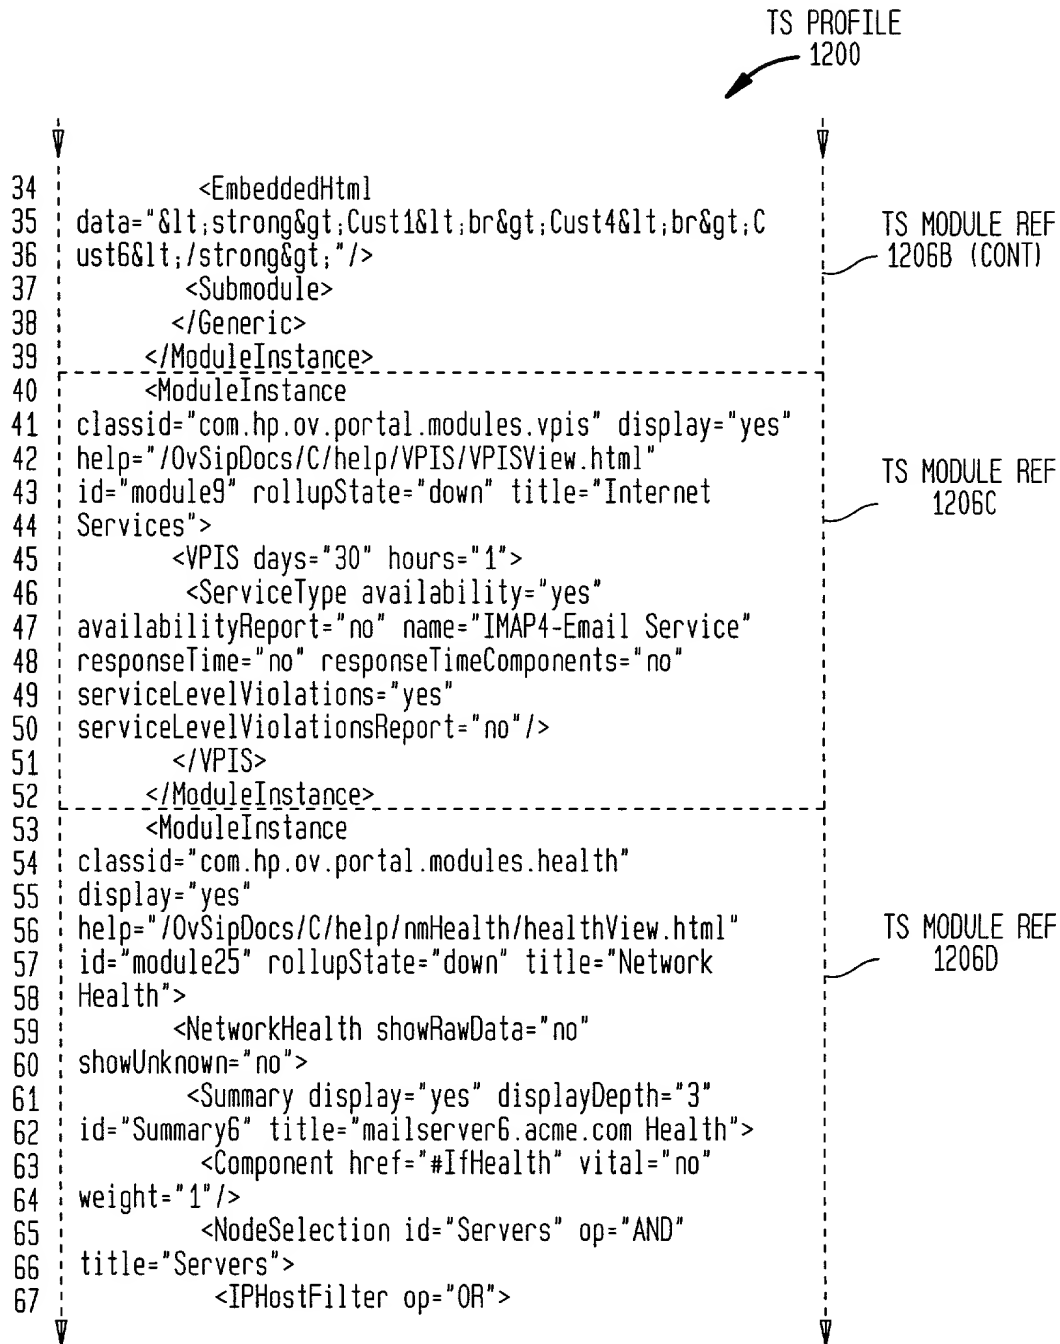 TS PROFILE
1200
34 <EmbeddedHtml
35 data="&lt;strong&gt;Cust1&lt;br&gt;Cust4&lt;br&gt;C
36 ust6&lt;/strong&gt;"/>
37 <Submodule>
38 </Generic>
39 </ModuleInstance>
TS MODULE REF
1206B (CONT)
40 <ModuleInstance
41 classid="com.hp.ov.portal.modules.vpis" display="yes"
42 help="/OvSipDocs/C/help/VPIS/VPISView.html"
43 id="module9" rollupState="down" title="Internet
44 Services">
45 <VPIS days="30" hours="1">
46 <ServiceType availability="yes"
47 availabilityReport="no" name="IMAP4-Email Service"
48 responseTime="no" responseTimeComponents="no"
49 serviceLevelViolations="yes"
50 serviceLevelViolationsReport="no"/>
51 </VPIS>
52 </ModuleInstance>
TS MODULE REF
1206C
53 <ModuleInstance
54 classid="com.hp.ov.portal.modules.health"
55 display="yes"
56 help="/OvSipDocs/C/help/nmHealth/healthView.html"
57 id="module25" rollupState="down" title="Network
58 Health">
59 <NetworkHealth showRawData="no"
60 showUnknown="no">
61 <Summary display="yes" displayDepth="3"
62 id="Summary6" title="mailserver6.acme.com Health">
63 <Component href="#IfHealth" vital="no"
64 weight="1"/>
65 <NodeSelection id="Servers" op="AND"
66 title="Servers">
67 <IPHostFilter op="OR">
TS MODULE REF
1206D